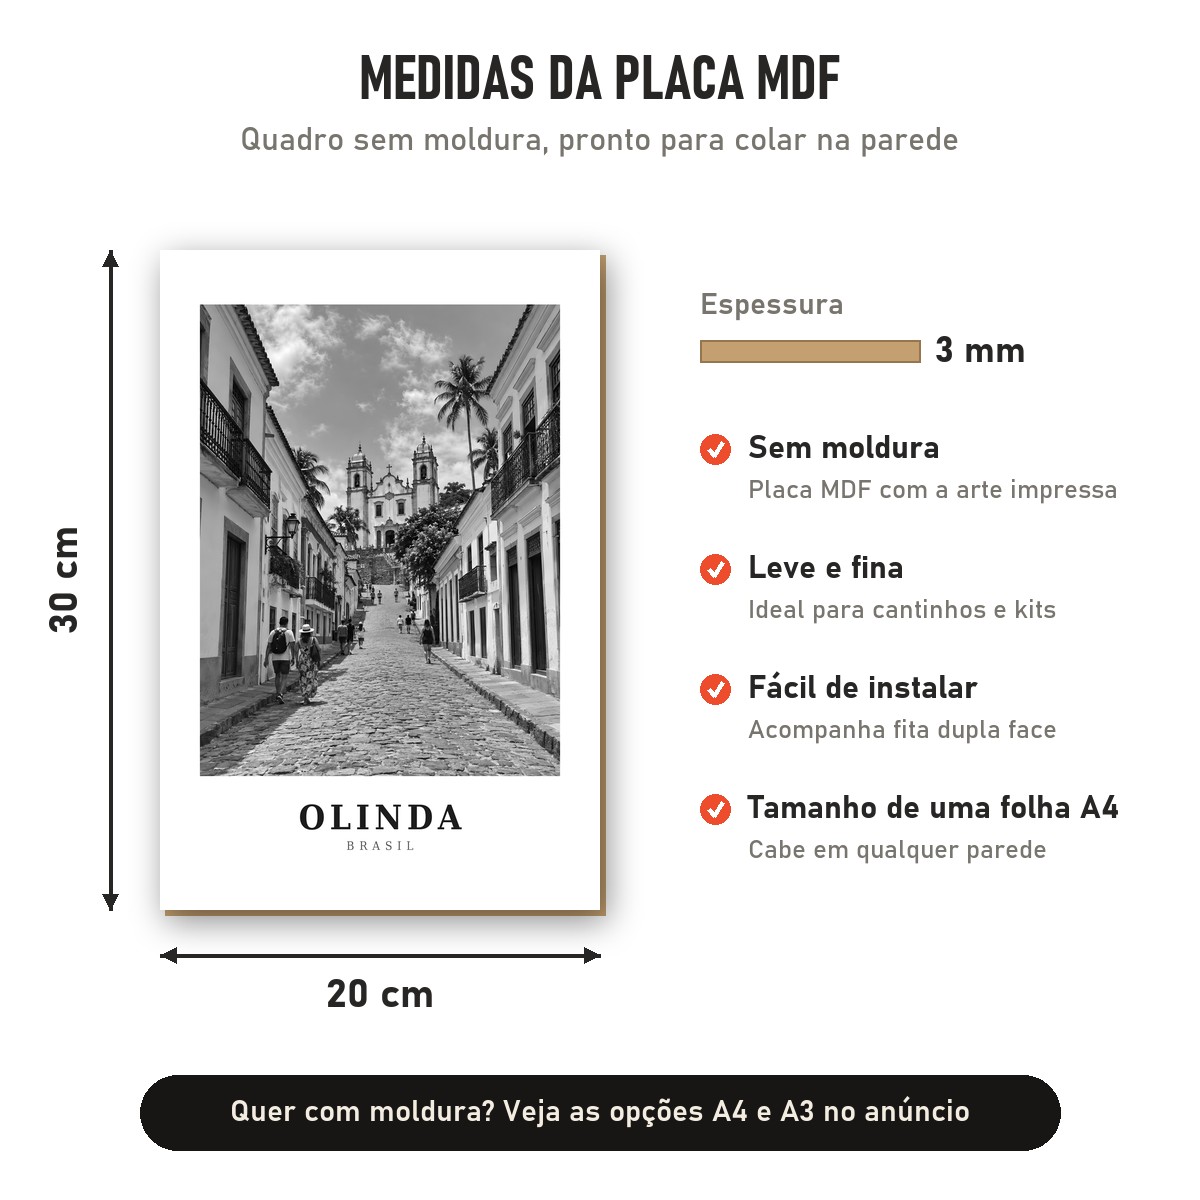 MEDIDAS DA PLACA MDF
Quadro sem moldura, pronto para colar na parede
30 cm
OLINDA
BRASIL
20 cm
Espessura
3 mm
Sem moldura
Placa MDF com a arte impressa
Leve e fina
Ideal para cantinhos e kits
Fácil de instalar
Acompanha fita dupla face
Tamanho de uma folha A4
Cabe em qualquer parede
Quer com moldura? Veja as opções A4 e A3 no anúncio